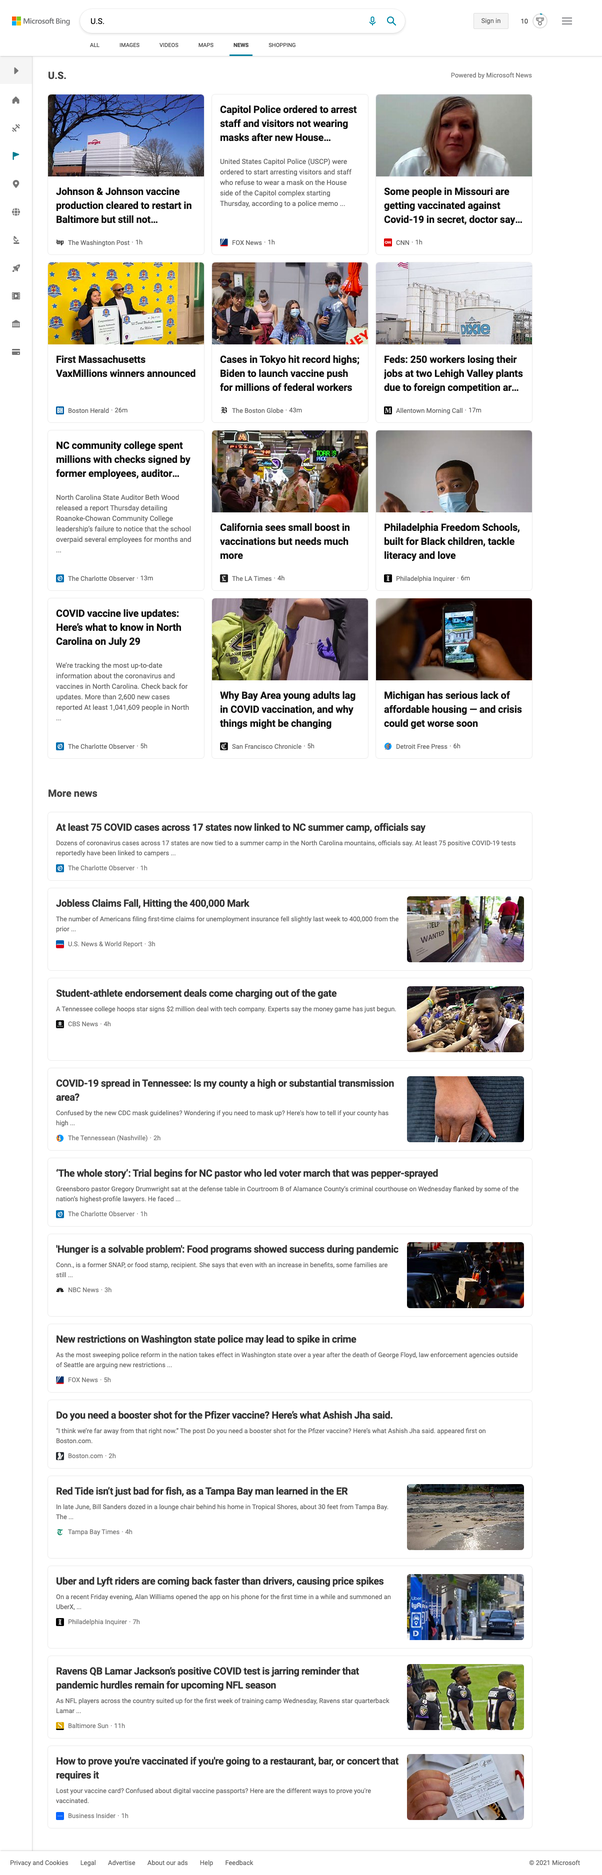 Microsoft Bing
U.S.
Sign in
10
ALL IMAGES VIDEOS MAPS NEWS SHOPPING
U.S.
Powered by Microsoft News
Johnson & Johnson vaccine
production cleared to restart in
Baltimore but still not...
The Washington Post · 1h
Capitol Police ordered to arrest
staff and visitors not wearing
masks after new House...
United States Capitol Police (USCP) were
ordered to start arresting visitors and staff
who refuse to wear a mask on the House
side of the Capitol complex starting
Thursday, according to a police memo ...
FOX News · 1h
Some people in Missouri are
getting vaccinated against
Covid-19 in secret, doctor say...
CNN · 1h
First Massachusetts
VaxMillions winners announced
Boston Herald · 26m
HEY
Cases in Tokyo hit record highs;
Biden to launch vaccine push
for millions of federal workers
The Boston Globe · 43m
dixie
Feds: 250 workers losing their
jobs at two Lehigh Valley plants
due to foreign competition ar...
Allentown Morning Call · 17m
NC community college spent
millions with checks signed by
former employees, auditor...
North Carolina State Auditor Beth Wood
released a report Thursday detailing
Roanoke-Chowan Community College
leadership's failure to notice that the school
overpaid several employees for months and
...
The Charlotte Observer · 13m
PIZZA
California sees small boost in
vaccinations but needs much
more
The LA Times · 4h
Philadelphia Freedom Schools,
built for Black children, tackle
literacy and love
Philadelphia Inquirer · 6m
COVID vaccine live updates:
Here's what to know in North
Carolina on July 29
We're tracking the most up-to-date
information about the coronavirus and
vaccines in North Carolina. Check back for
updates. More than 2,600 new cases
reported At least 1,041,609 people in North
...
The Charlotte Observer · 5h
Why Bay Area young adults lag
in COVID vaccination, and why
things might be changing
San Francisco Chronicle · 5h
Michigan has serious lack of
affordable housing — and crisis
could get worse soon
Detroit Free Press · 6h
More news
At least 75 COVID cases across 17 states now linked to NC summer camp, officials say
Dozens of coronavirus cases across 17 states are now tied to a summer camp in the North Carolina mountains, officials say. At least 75 positive COVID-19 tests
reportedly have been linked to campers ...
The Charlotte Observer · 1h
Jobless Claims Fall, Hitting the 400,000 Mark
The number of Americans filing first-time claims for unemployment insurance fell slightly last week to 400,000 from the
prior ...
U.S. News & World Report · 3h
WANTED
Student-athlete endorsement deals come charging out of the gate
A Tennessee college hoops star signs $2 million deal with tech company. Experts say the money game has just begun.
CBS News · 4h
COVID-19 spread in Tennessee: Is my county a high or substantial transmission
area?
Confused by the new CDC mask guidelines? Wondering if you need to mask up? Here's how to tell if your county has
high ...
The Tennessean (Nashville) · 2h
'The whole story': Trial begins for NC pastor who led voter march that was pepper-sprayed
Greensboro pastor Gregory Drumwright sat at the defense table in Courtroom B of Alamance County's criminal courthouse on Wednesday flanked by some of the
nation's highest-profile lawyers. He faced ...
The Charlotte Observer · 1h
'Hunger is a solvable problem': Food programs showed success during pandemic
Conn., is a former SNAP, or food stamp, recipient. She says that even with an increase in benefits, some families are
still ...
NBC News · 3h
New restrictions on Washington state police may lead to spike in crime
As the most sweeping police reform in the nation takes effect in Washington state over a year after the death of George Floyd, law enforcement agencies outside
of Seattle are arguing new restrictions ...
FOX News · 5h
Do you need a booster shot for the Pfizer vaccine? Here's what Ashish Jha said.
"I think we're far away from that right now." The post Do you need a booster shot for the Pfizer vaccine? Here's what Ashish Jha said. appeared first on
Boston.com.
Boston.com · 2h
Red Tide isn't just bad for fish, as a Tampa Bay man learned in the ER
In late June, Bill Sanders dozed in a lounge chair behind his home in Tropical Shores, about 30 feet from Tampa Bay.
The ...
Tampa Bay Times · 4h
Uber and Lyft riders are coming back faster than drivers, causing price spikes
On a recent Friday evening, Alan Williams opened the app on his phone for the first time in a while and summoned an
UberX, ...
Philadelphia Inquirer · 7h
D
Ravens QB Lamar Jackson's positive COVID test is jarring reminder that
pandemic hurdles remain for upcoming NFL season
As NFL players across the country suited up for the first week of training camp Wednesday, Ravens star quarterback
Lamar ...
Baltimore Sun · 11h
How to prove you're vaccinated if you're going to a restaurant, bar, or concert that
requires it
Lost your vaccine card? Confused about digital vaccine passports? Here are the different ways to prove you're
vaccinated.
Business Insider · 1h
Privacy and Cookies Legal Advertise About our ads Help Feedback
© 2021 Microsoft